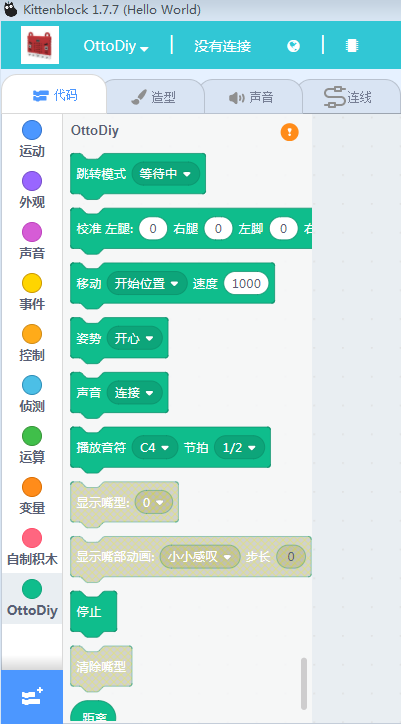 Kittenblock 1.7.7 (Hello World)
OttoDiy 没有连接
代码 造型 声音 连线
运动
外观
声音
事件
控制
侦测
运算
变量
自制积木
OttoDiy
OttoDiy
跳转模式 等待中
校准 左腿: 0 右腿 0 左脚 0
移动 开始位置 速度 1000
姿势 开心
声音 连接
播放音符 C4 节拍 1/2
显示嘴型: 0
显示嘴部动画: 小小感叹 步长 0
停止
清除嘴型
距离